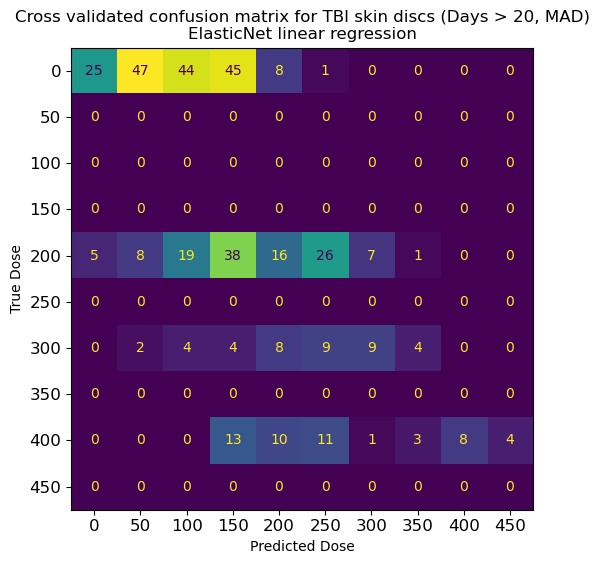 Cross validated confusion matrix for TBI skin discs (Days > 20, MAD)
ElasticNet linear regression
True Dose
0 25 47 44 45 8 1 0 0 0 0
50 0 0 0 0 0 0 0 0 0 0
100 0 0 0 0 0 0 0 0 0 0
150 0 0 0 0 0 0 0 0 0 0
200 5 8 19 38 16 26 7 1 0 0
250 0 0 0 0 0 0 0 0 0 0
300 0 2 4 4 8 9 9 4 0 0
350 0 0 0 0 0 0 0 0 0 0
400 0 0 0 13 10 11 1 3 8 4
450 0 0 0 0 0 0 0 0 0 0
0 50 100 150 200 250 300 350 400 450
Predicted Dose